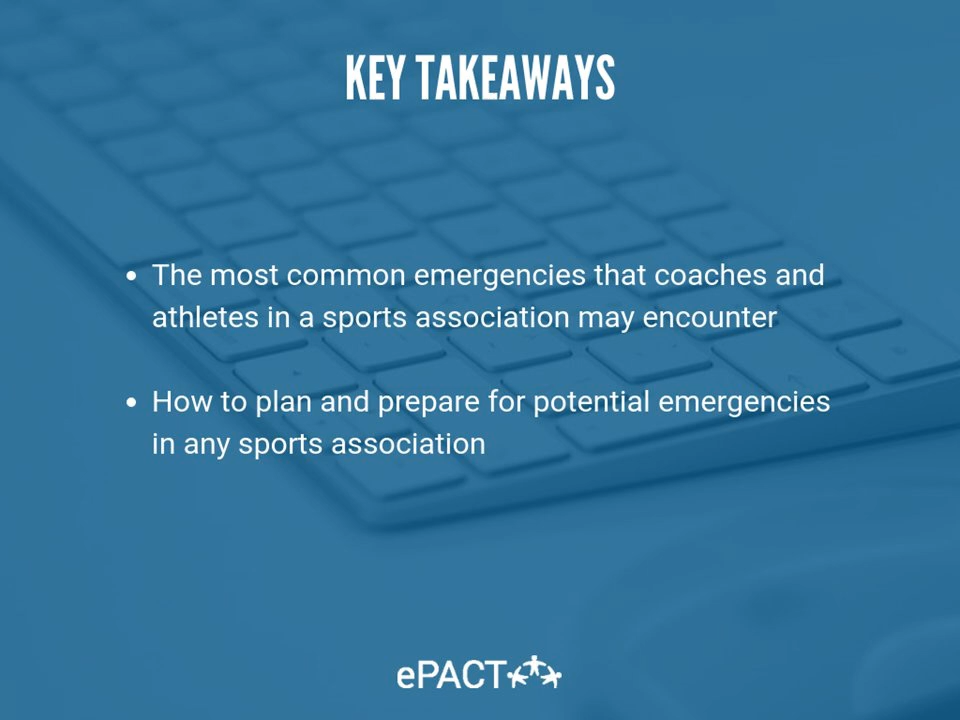 KEY TAKEAWAYS
• The most common emergencies that coaches and
athletes in a sports association may encounter
• How to plan and prepare for potential emergencies
in any sports association
ePACT